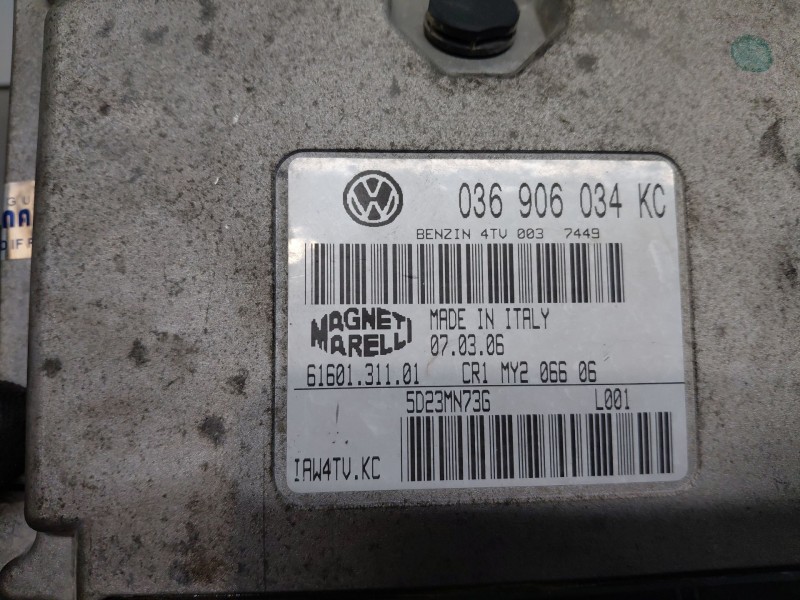 036 906 034 KC
BENZIN 4TV 003 7449
MAGNETI
MARELLI
MADE IN ITALY
07.03.06
61601.311.01 CR1 MY2 066 06
5D23MN73G L001
IAW4TV.KC